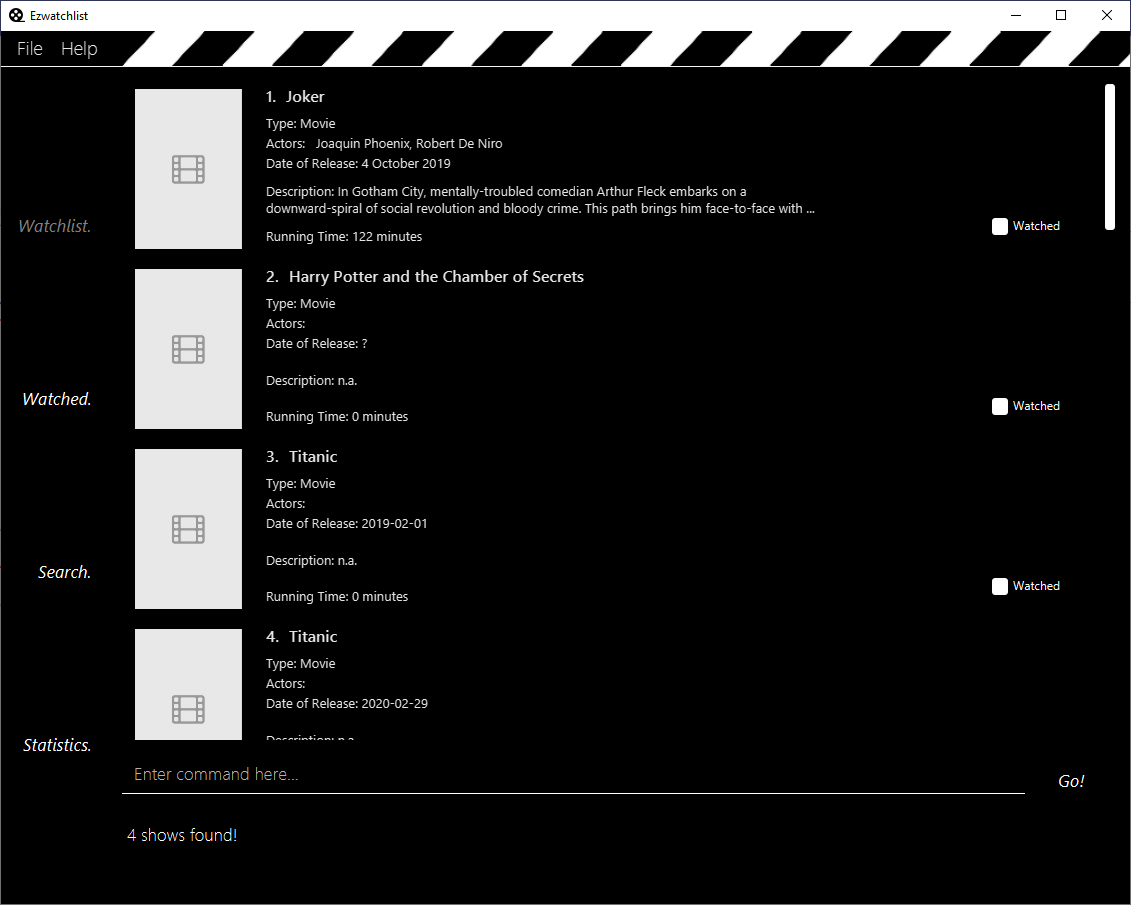 Ezwatchlist
File Help
Watchlist.
Watched.
Search.
Statistics.
1. Joker
Type: Movie
Actors: Joaquin Phoenix, Robert De Niro
Date of Release: 4 October 2019
Description: In Gotham City, mentally-troubled comedian Arthur Fleck embarks on a
downward-spiral of social revolution and bloody crime. This path brings him face-to-face with ...
Running Time: 122 minutes
Watched
2. Harry Potter and the Chamber of Secrets
Type: Movie
Actors:
Date of Release: ?
Description: n.a.
Running Time: 0 minutes
Watched
3. Titanic
Type: Movie
Actors:
Date of Release: 2019-02-01
Description: n.a.
Running Time: 0 minutes
Watched
4. Titanic
Type: Movie
Actors:
Date of Release: 2020-02-29
Description: n.a.
Enter command here...
Go!
4 shows found!